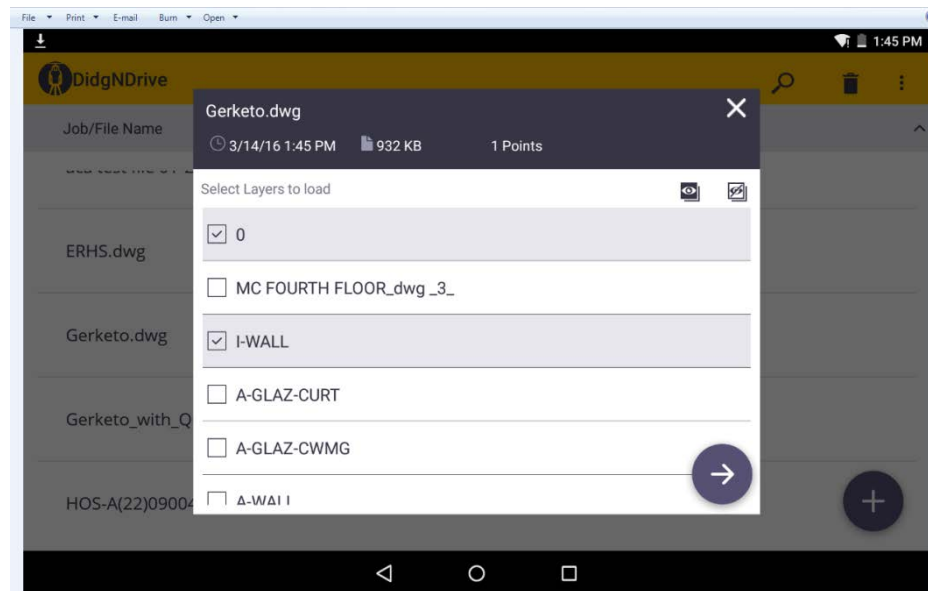 File Print E-mail Burn Open
1:45 PM
DidgNDrive
Job/File Name
Gerketo.dwg
3/14/16 1:45 PM 932 KB 1 Points
Select Layers to load
0
MC FOURTH FLOOR_dwg _3_
I-WALL
A-GLAZ-CURT
A-GLAZ-CWMG
A-WALL
ERHS.dwg
Gerketo.dwg
Gerketo_with_Q
HOS-A(22)09004